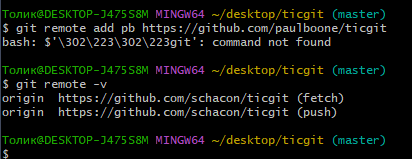 Толик@DESKTOP-J475S8M MINGW64 ~/desktop/ticgit (master)
$ git remote add pb https://github.com/paulboone/ticgit
bash: $'\302\223\302\223git': command not found
Толик@DESKTOP-J475S8M MINGW64 ~/desktop/ticgit (master)
$ git remote -v
origin  https://github.com/schacon/ticgit (fetch)
origin  https://github.com/schacon/ticgit (push)
Толик@DESKTOP-J475S8M MINGW64 ~/desktop/ticgit (master)
$